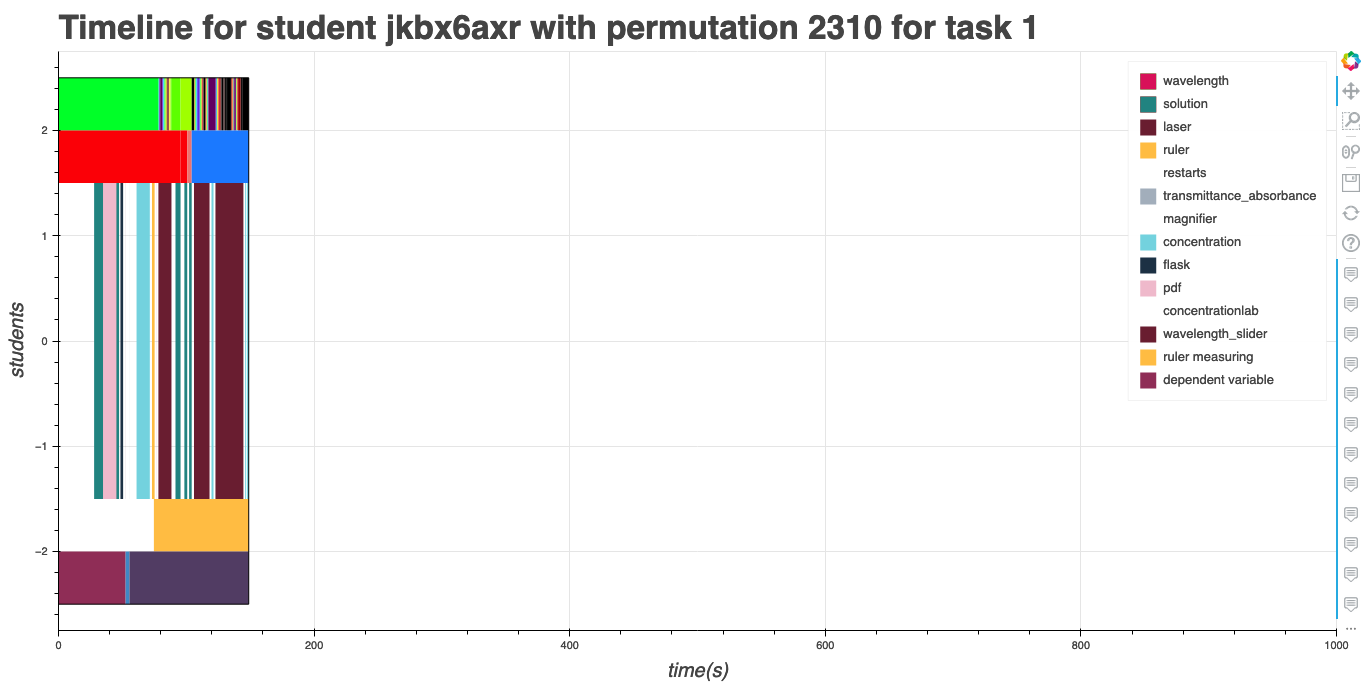 Timeline for student jkbx6axr with permutation 2310 for task 1
wavelength
solution
laser
ruler
restarts
transmittance_absorbance
magnifier
concentration
flask
pdf
concentrationlab
wavelength_slider
ruler measuring
dependent variable
students
2
1
0
−1
−2
0
200
400
600
800
1000
time(s)